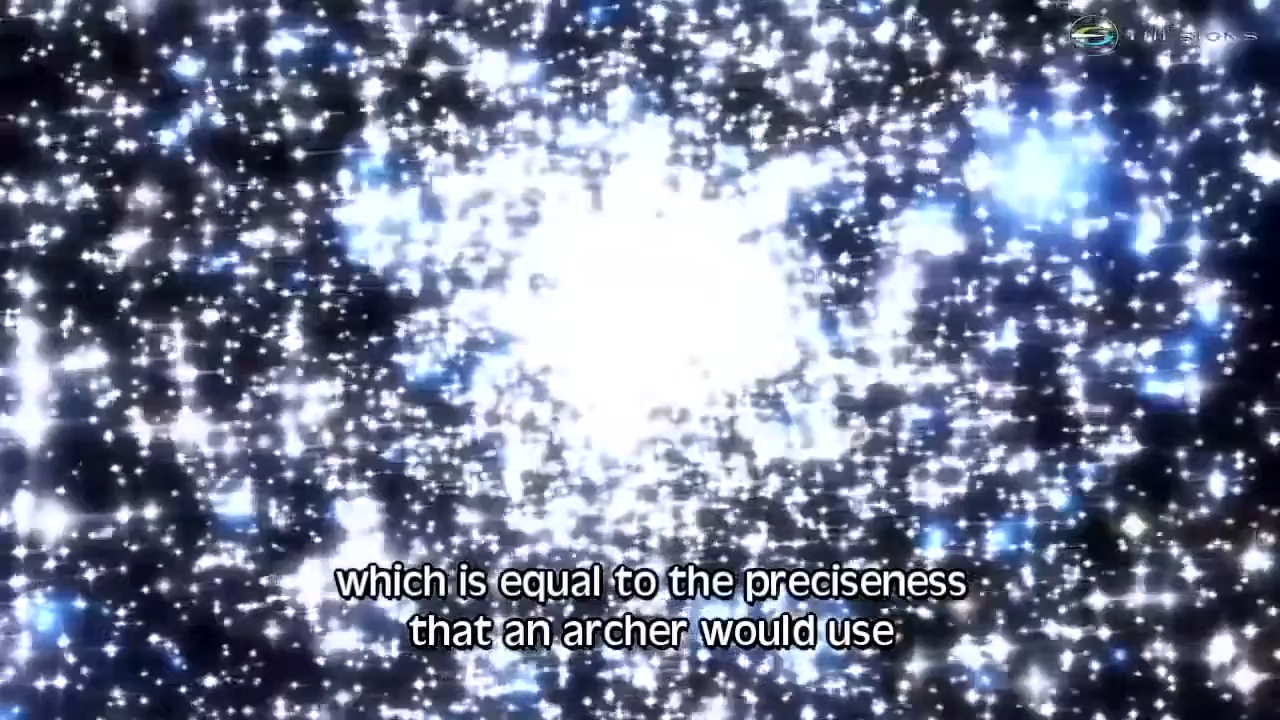 which is equal to the preciseness
that an archer would use